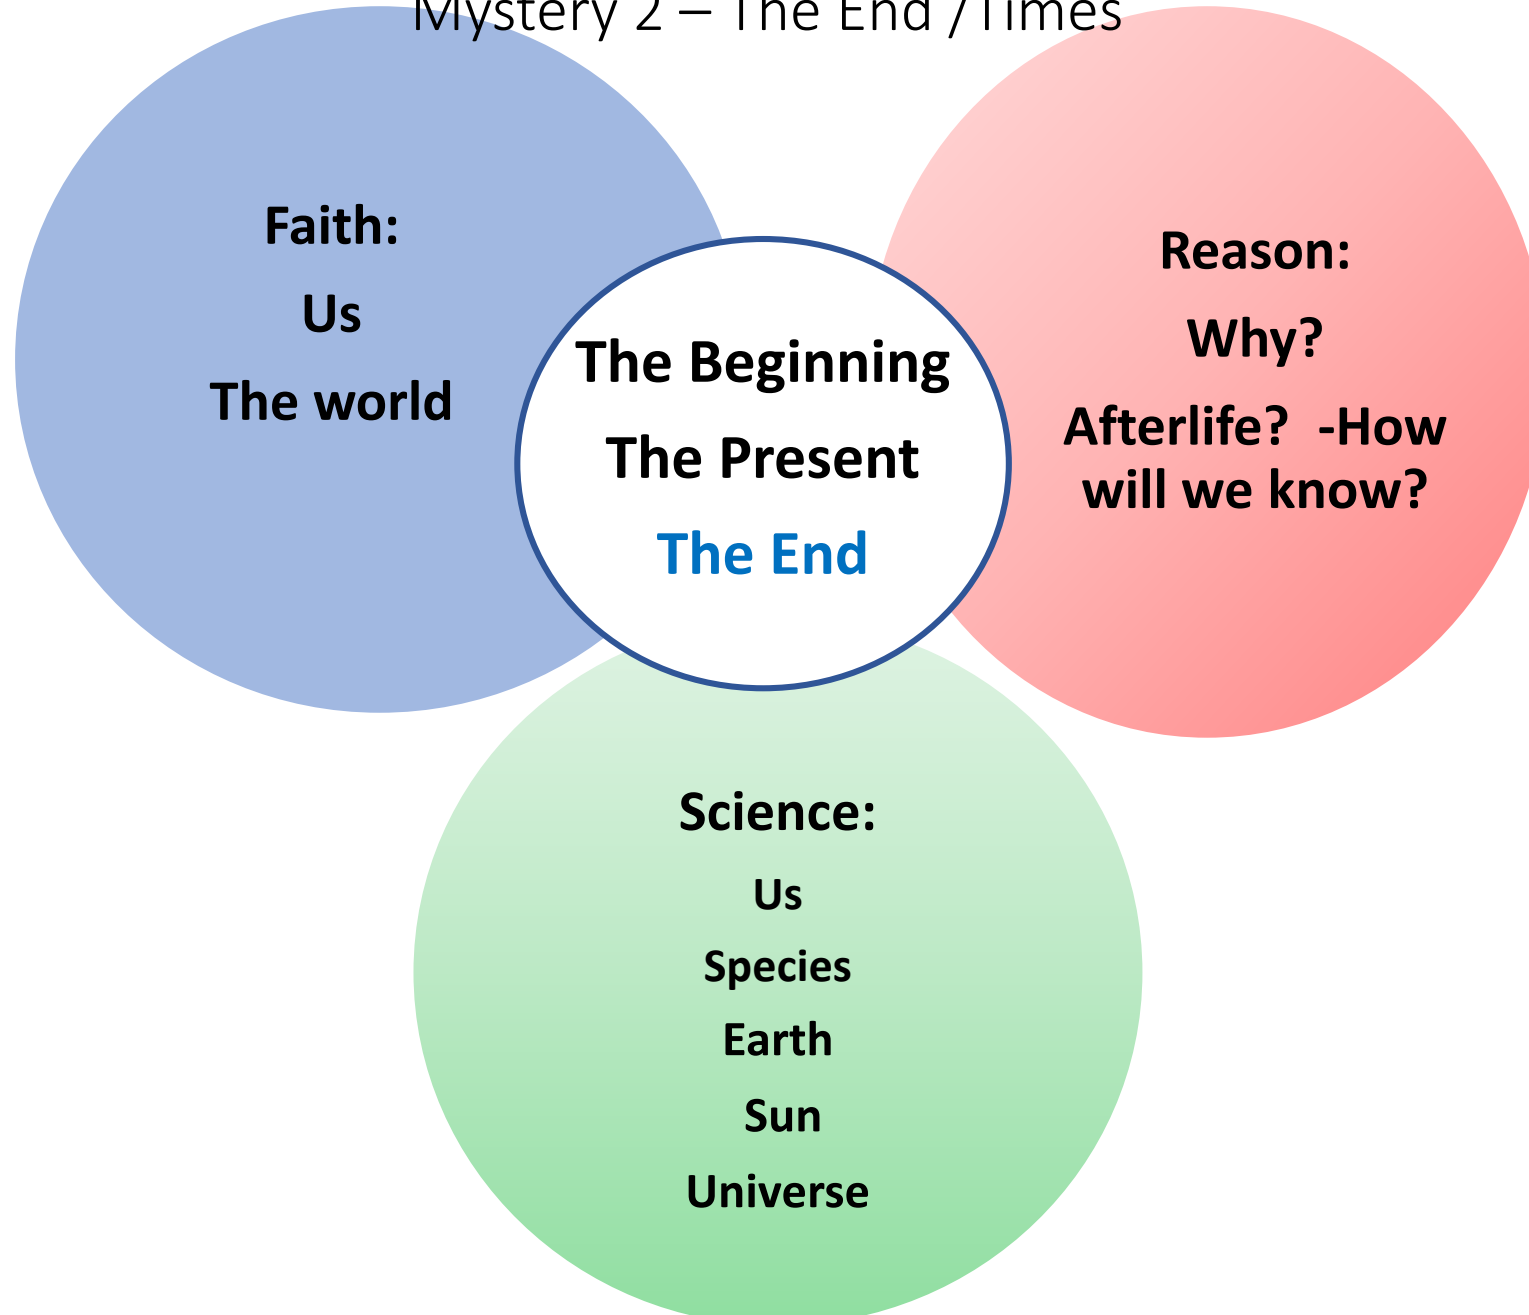 Mystery 2 – The End /Times
Faith:
Us
The world
The Beginning
The Present
The End
Reason:
Why?
Afterlife?  -How
will we know?
Science:
Us
Species
Earth
Sun
Universe